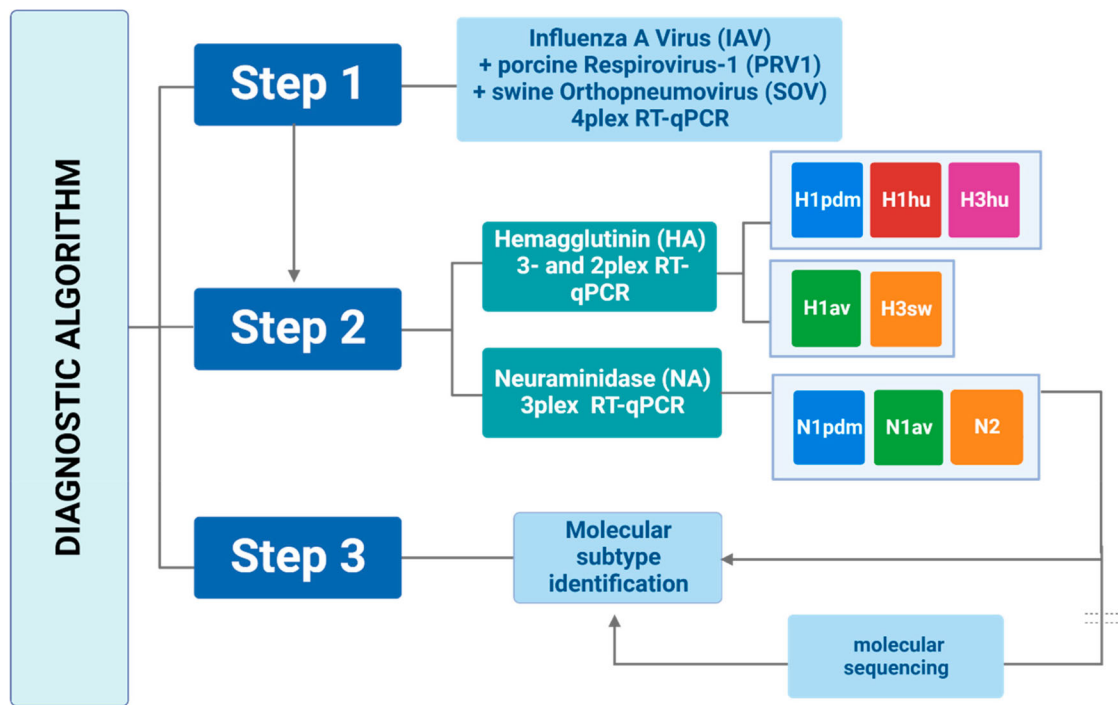 DIAGNOSTIC ALGORITHM
Step 1
Influenza A Virus (IAV)
+ porcine Respirovirus-1 (PRV1)
+ swine Orthopneumovirus (SOV)
4plex RT-qPCR
Step 2
Hemagglutinin (HA)
3- and 2plex RT-
qPCR
H1pdm
H1hu
H3hu
H1av
H3sw
Neuraminidase (NA)
3plex RT-qPCR
N1pdm
N1av
N2
Step 3
Molecular
subtype
identification
molecular
sequencing